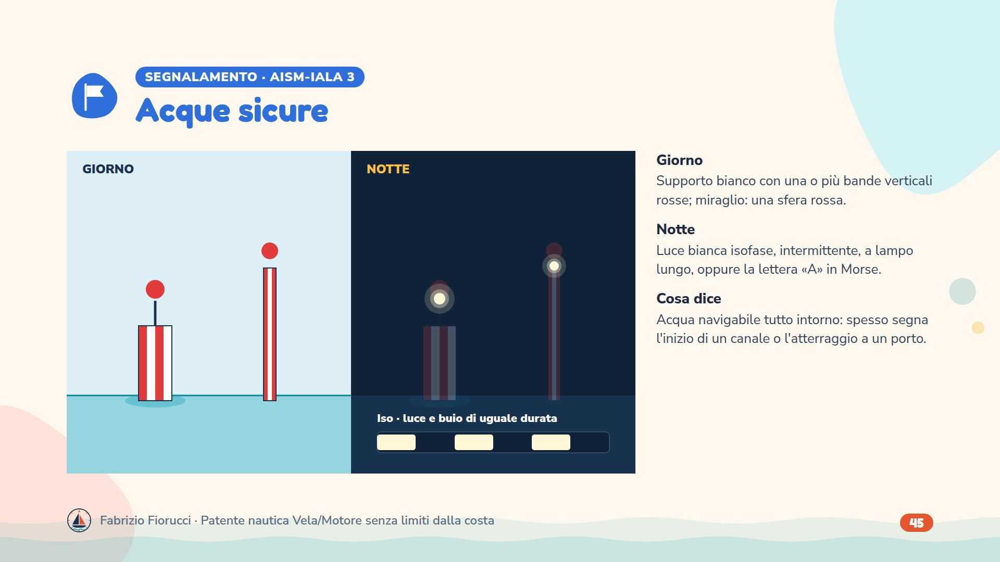 SEGNALAMENTO · AISM-IALA 3
Acque sicure
GIORNO
NOTTE
Iso · luce e buio di uguale durata
Giorno
Supporto bianco con una o più bande verticali
rosse; miraglio: una sfera rossa.
Notte
Luce bianca isofase, intermittente, a lampo
lungo, oppure la lettera «A» in Morse.
Cosa dice
Acqua navigabile tutto intorno: spesso segna
l'inizio di un canale o l'atterraggio a un porto.
Fabrizio Fiorucci · Patente nautica Vela/Motore senza limiti dalla costa
45